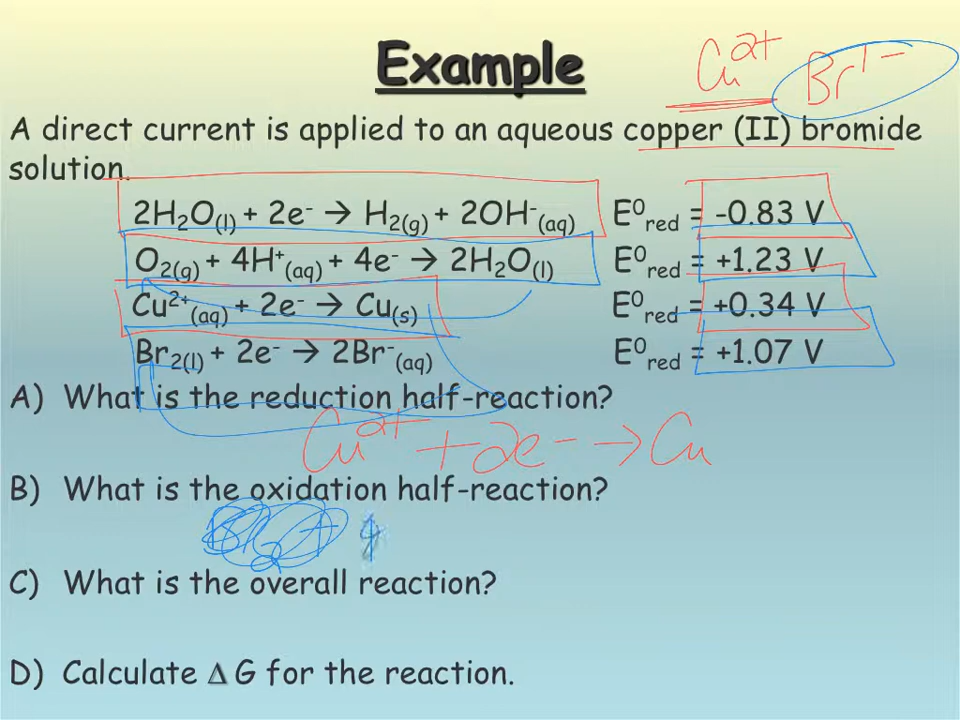 Example
Cu²⁺ Br¹⁻
A direct current is applied to an aqueous copper (II) bromide
solution.
2H₂O(l) + 2e⁻ → H₂(g) + 2OH⁻(aq) E⁰red = -0.83 V
O₂(g) + 4H⁺(aq) + 4e⁻ → 2H₂O(l) E⁰red = +1.23 V
Cu²⁺(aq) + 2e⁻ → Cu(s) E⁰red = +0.34 V
Br₂(l) + 2e⁻ → 2Br⁻(aq) E⁰red = +1.07 V
A) What is the reduction half-reaction?
Cu²⁺ + 2e⁻ → Cu
B) What is the oxidation half-reaction?
C) What is the overall reaction?
D) Calculate Δ G for the reaction.